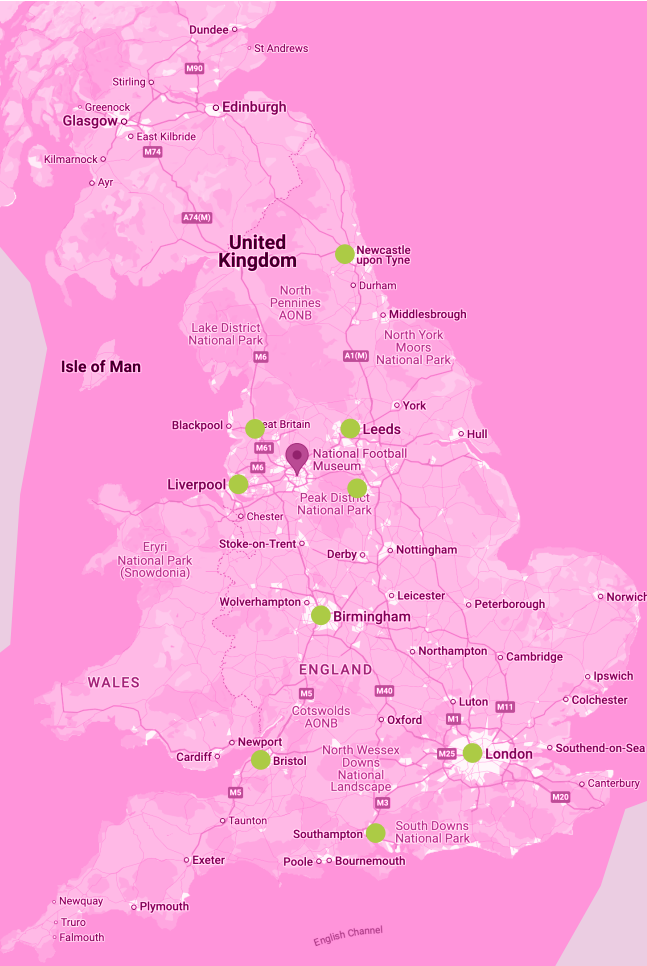 Dundee
St Andrews
M90
Stirling
Greenock
Edinburgh
Glasgow
East Kilbride
M74
Kilmarnock
Ayr
A74(M)
United
Kingdom
Newcastle
upon Tyne
Durham
North
Pennines
AONB
Middlesbrough
Lake District
National Park
North York
Moors
National Park
M6
A1(M)
Isle of Man
York
Blackpool
eat Britain
Leeds
Hull
M61
National Football
Museum
M6
Liverpool
Peak District
National Park
Chester
Stoke-on-Trent
Eryri
National Park
(Snowdonia)
Derby
Nottingham
Wolverhampton
Leicester
Peterborough
Norwich
Birmingham
Northampton
Cambridge
ENGLAND
WALES
Ipswich
M5
M40
Colchester
Luton
M11
Cotswolds
AONB
Oxford
M1
Newport
Cardiff
Bristol
North Wessex
Downs
National
Landscape
M25
London
Southend-on-Sea
Canterbury
M5
M3
M20
Taunton
Southampton
South Downs
National Park
Exeter
Poole
Bournemouth
Newquay
Plymouth
Truro
Falmouth
English Channel